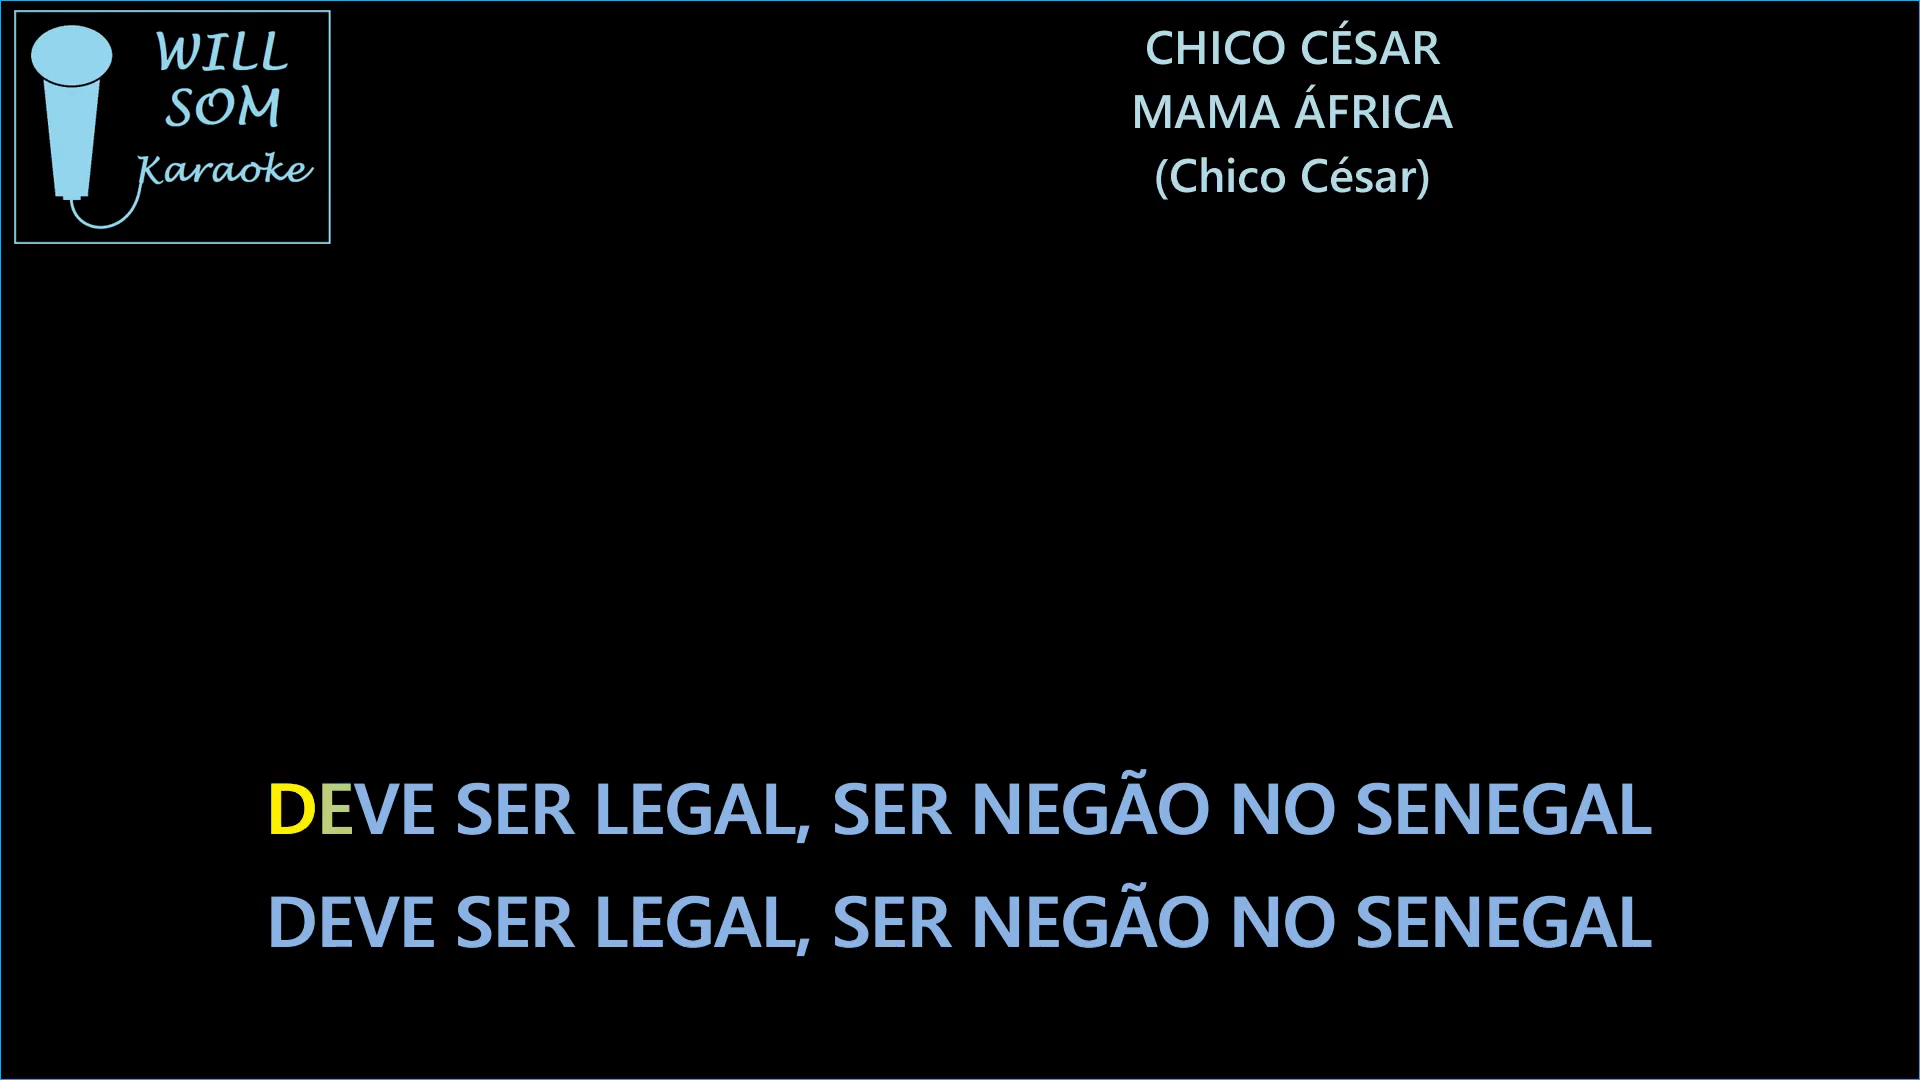 WILL
SOM
Karaoke
CHICO CÉSAR
MAMA ÁFRICA
(Chico César)
DEVE SER LEGAL, SER NEGÃO NO SENEGAL
DEVE SER LEGAL, SER NEGÃO NO SENEGAL